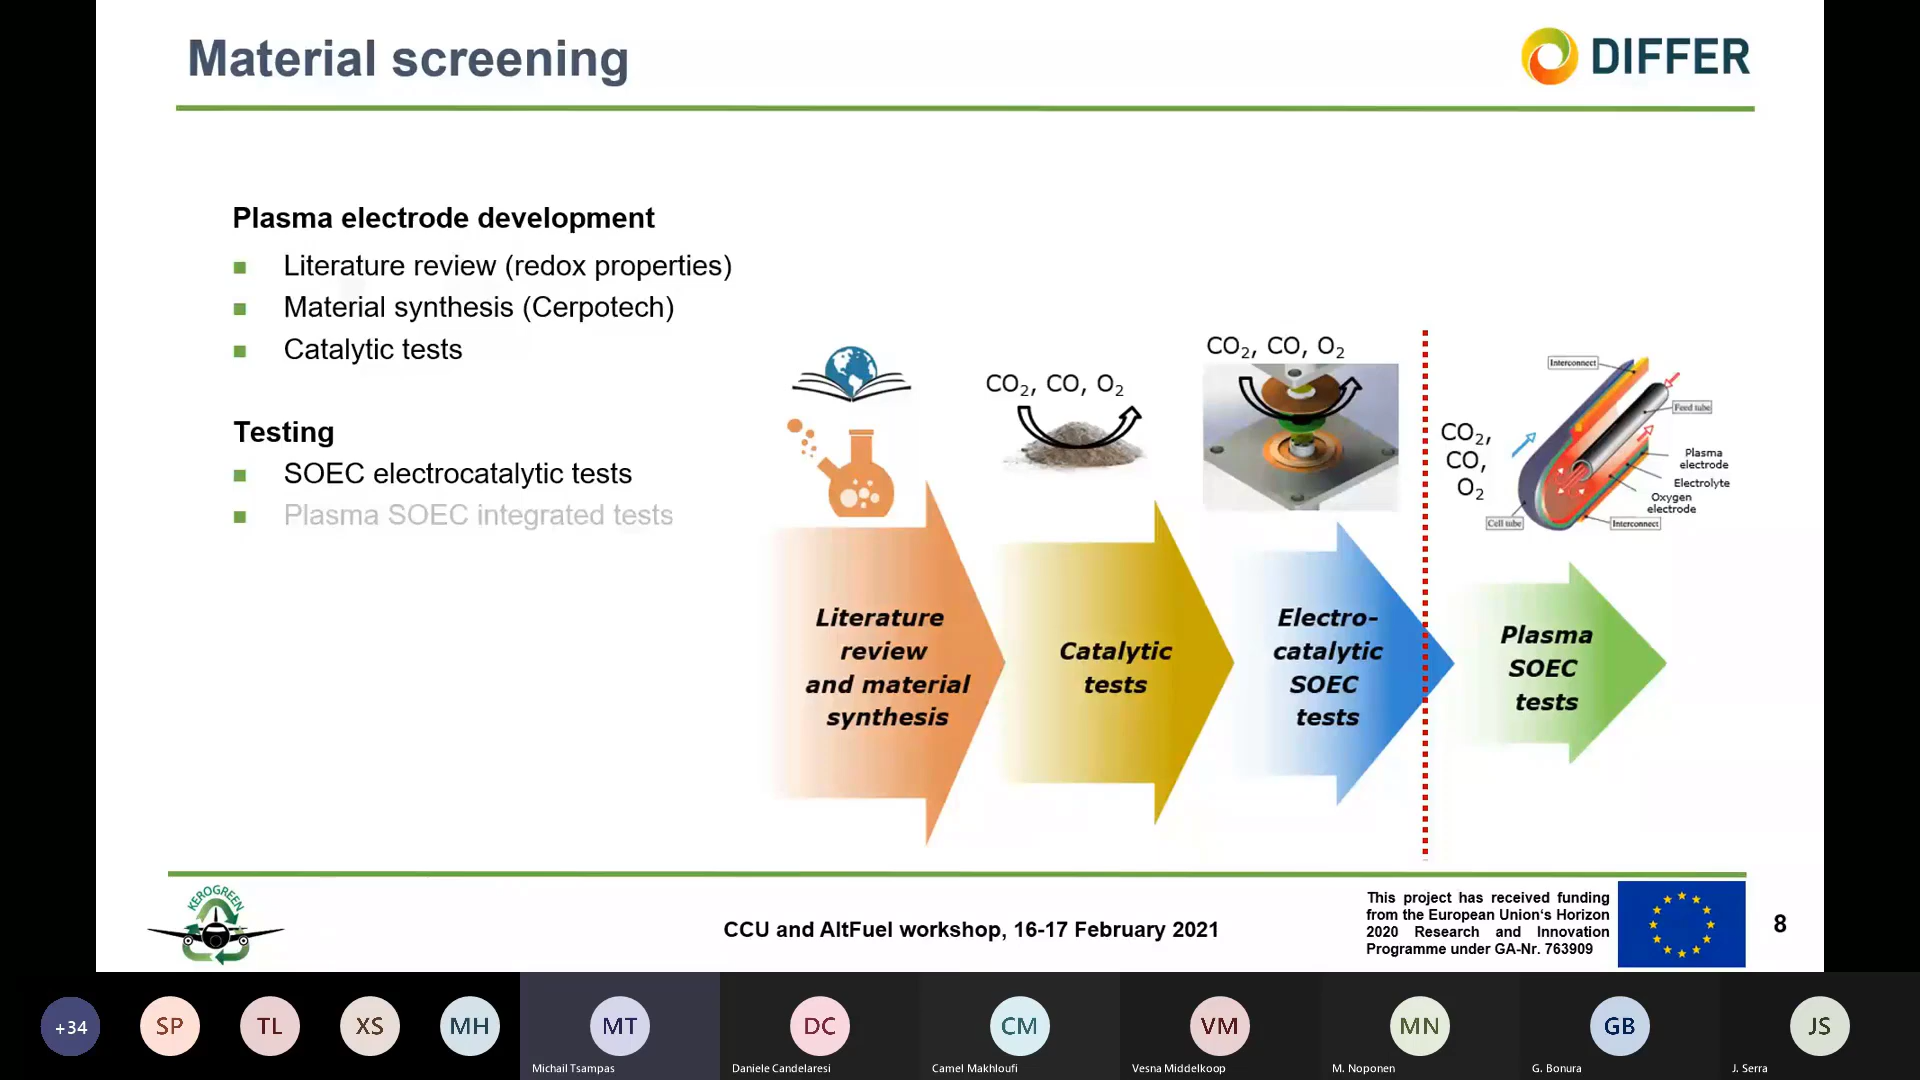 Material screening
DIFFER
Plasma electrode development
Literature review (redox properties)
Material synthesis (Cerpotech)
Catalytic tests
Testing
SOEC electrocatalytic tests
Plasma SOEC integrated tests
CO₂, CO, O₂
CO₂, CO, O₂
CO₂,
CO,
O₂
Interconnect
Feed tube
Plasma
electrode
Electrolyte
Oxygen
electrode
Cell tube
Interconnect
Literature
review
and material
synthesis
Catalytic
tests
Electro-
catalytic
SOEC
tests
Plasma
SOEC
tests
KEROGREEN
CCU and AltFuel workshop, 16-17 February 2021
This project has received funding
from the European Union‘s Horizon
2020 Research and Innovation
Programme under GA-Nr. 763909
8
+34
SP
TL
XS
MH
MT
DC
CM
VM
MN
GB
JS
Michail Tsampas
Daniele Candelaresi
Camel Makhloufi
Vesna Middelkoop
M. Noponen
G. Bonura
J. Serra